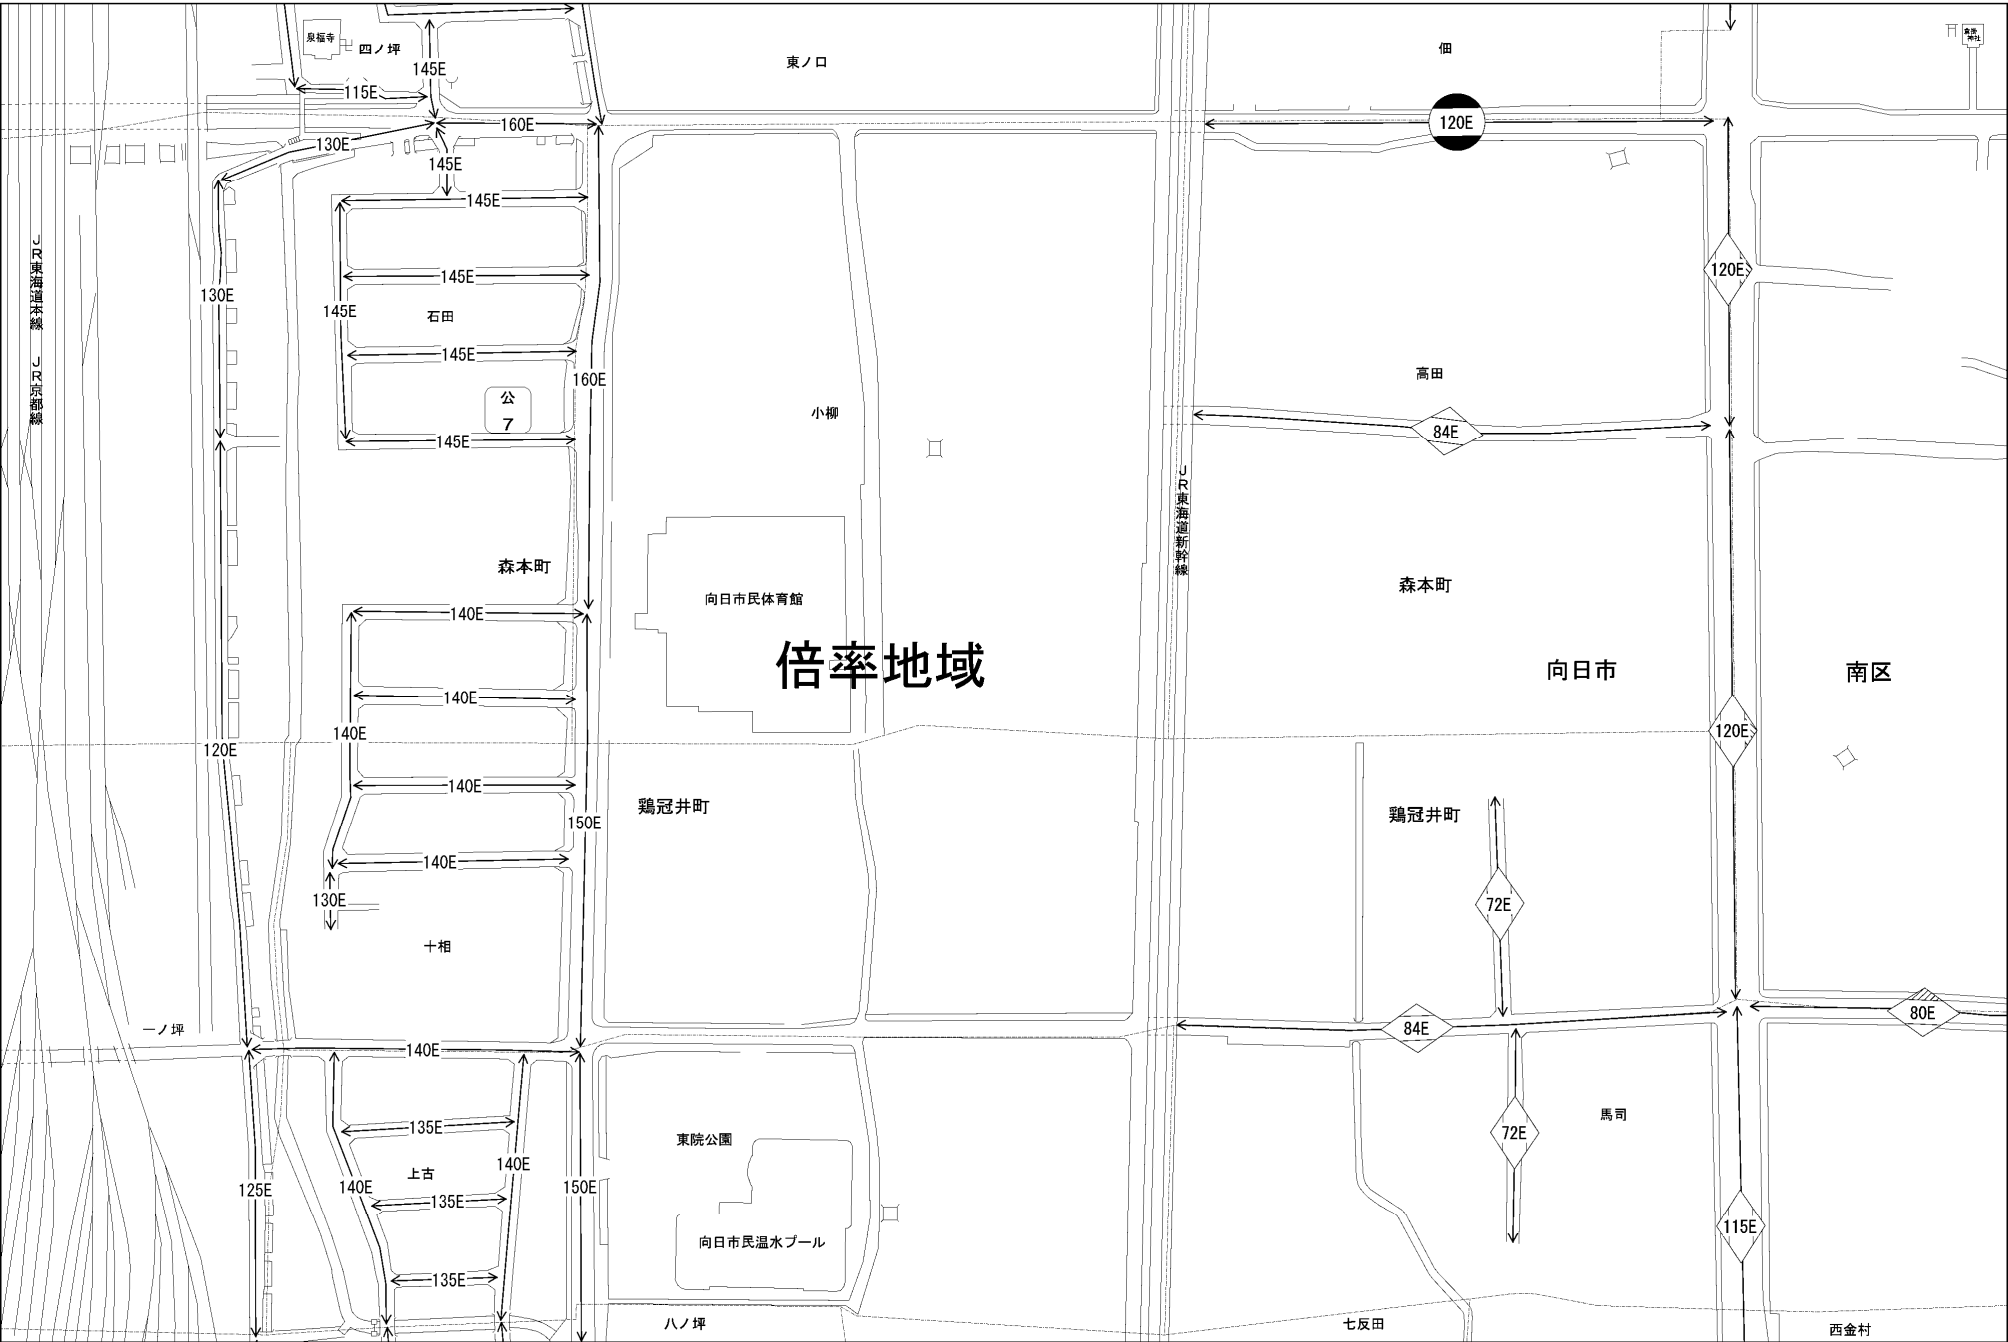 泉福寺
四ノ坪
145E
115E
東ノ口
佃
倉掛
神社
160E
120E
130E
145E
145E
JR東海道本線
JR京都線
130E
145E
145E
石田
145E
160E
公
7
145E
小柳
120E
高田
84E
JR東海道新幹線
森本町
140E
向日市民体育館
倍率地域
森本町
向日市
南区
140E
140E
120E
120E
140E
150E
鶏冠井町
鶏冠井町
140E
130E
72E
十相
一ノ坪
140E
84E
80E
135E
東院公園
72E
馬司
上古
140E
125E
140E
150E
135E
115E
向日市民温水プール
135E
八ノ坪
七反田
西金村